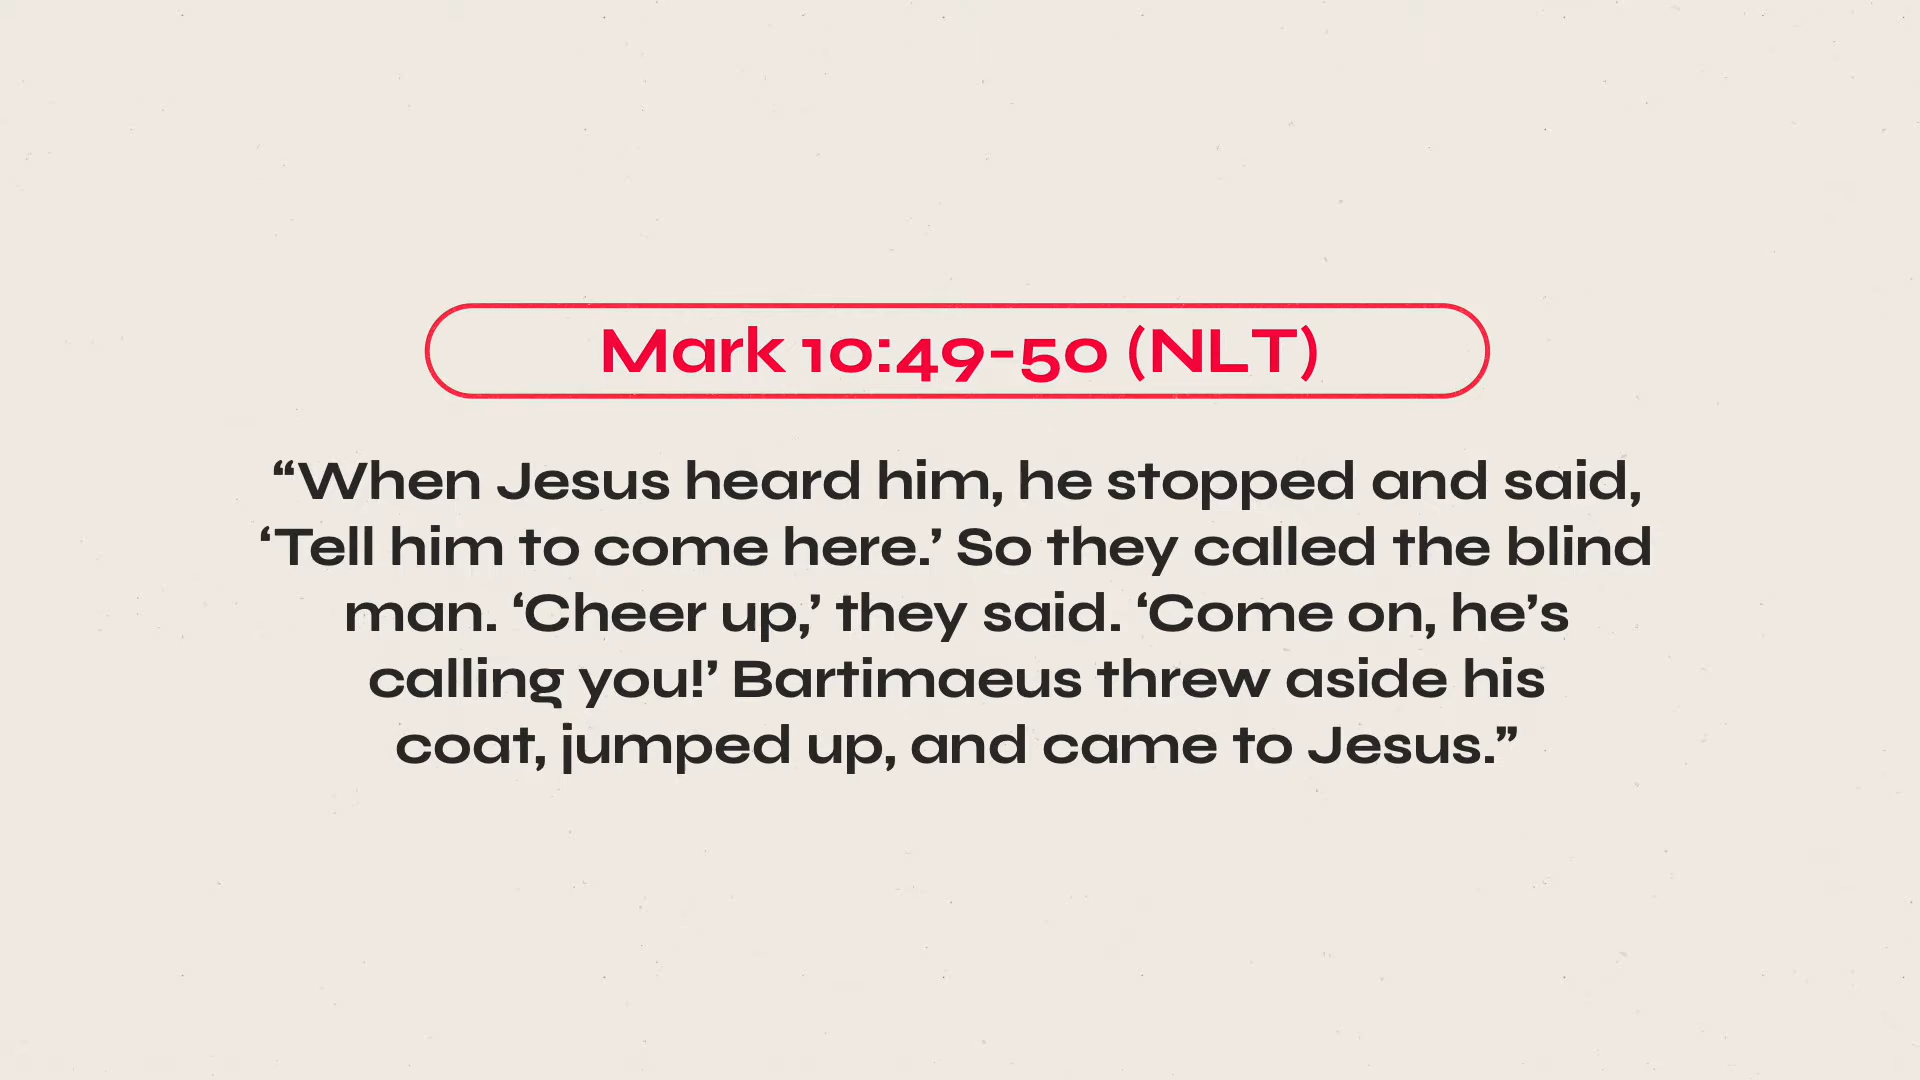 Mark 10:49-50 (NLT)
“When Jesus heard him, he stopped and said,
‘Tell him to come here.’ So they called the blind
man. ‘Cheer up,’ they said. ‘Come on, he’s
calling you!’ Bartimaeus threw aside his
coat, jumped up, and came to Jesus.”